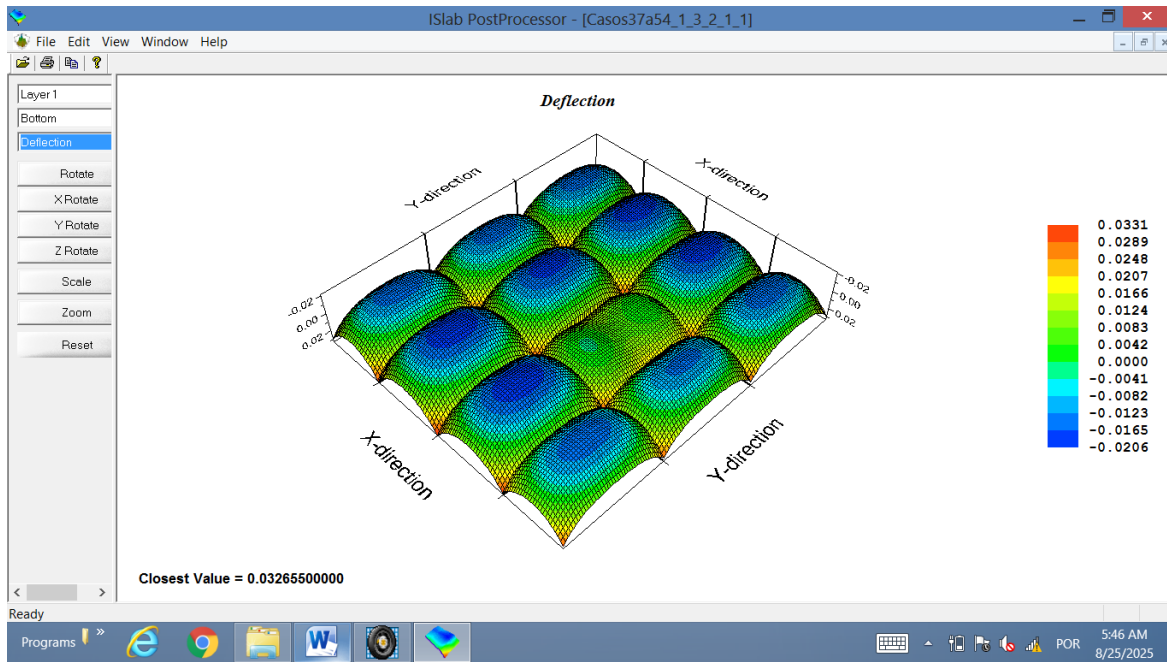 ISlab PostProcessor - [Casos37a54_1_3_2_1_1]
File Edit View Window Help
Layer 1
Bottom
Deflection
Rotate
X Rotate
Y Rotate
Z Rotate
Scale
Zoom
Reset
Deflection
Y-direction
X-direction
-0.02
0.00
0.02
-0.02
0.00
0.02
X-direction
Y-direction
0.0331
0.0289
0.0248
0.0207
0.0166
0.0124
0.0083
0.0042
0.0000
-0.0041
-0.0082
-0.0123
-0.0165
-0.0206
Closest Value = 0.03265500000
Ready
Programs
POR
5:46 AM
8/25/2025